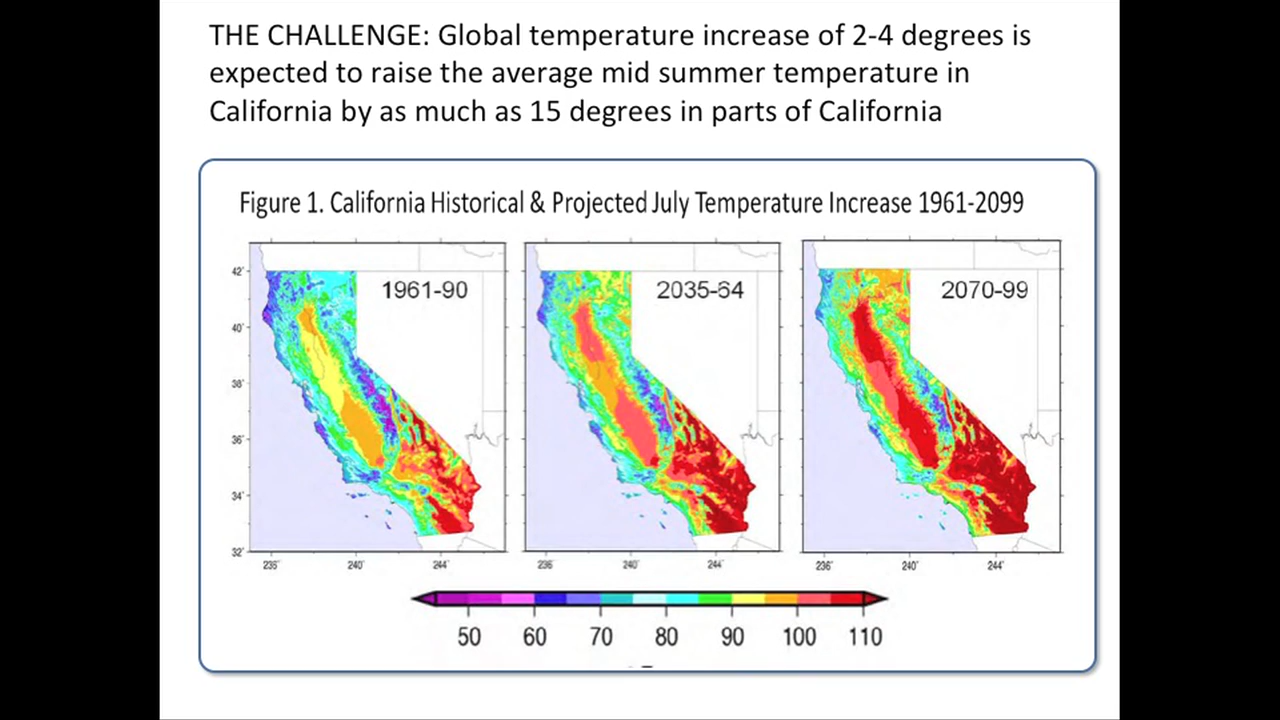 THE CHALLENGE: Global temperature increase of 2-4 degrees is
expected to raise the average mid summer temperature in
California by as much as 15 degrees in parts of California
Figure 1. California Historical & Projected July Temperature Increase 1961-2099
1961-90
2035-64
2070-99
42°
40°
38°
36°
34°
32°
235° 240° 244°
236° 240° 244°
236° 240° 244°
50 60 70 80 90 100 110